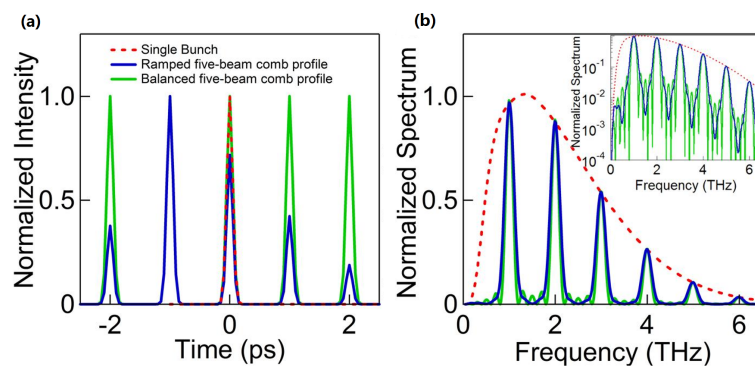 (a)
Single Bunch
Ramped five-beam comb profile
Balanced five-beam comb profile
Normalized Intensity
1.0
0.5
0
-2
0
2
Time (ps)
(b)
Normalized Spectrum
1.0
0.5
0
0
2
4
6
Frequency (THz)
Normalized Spectrum
10-1
10-2
10-3
10-4
0
2
4
6
Frequency (THz)